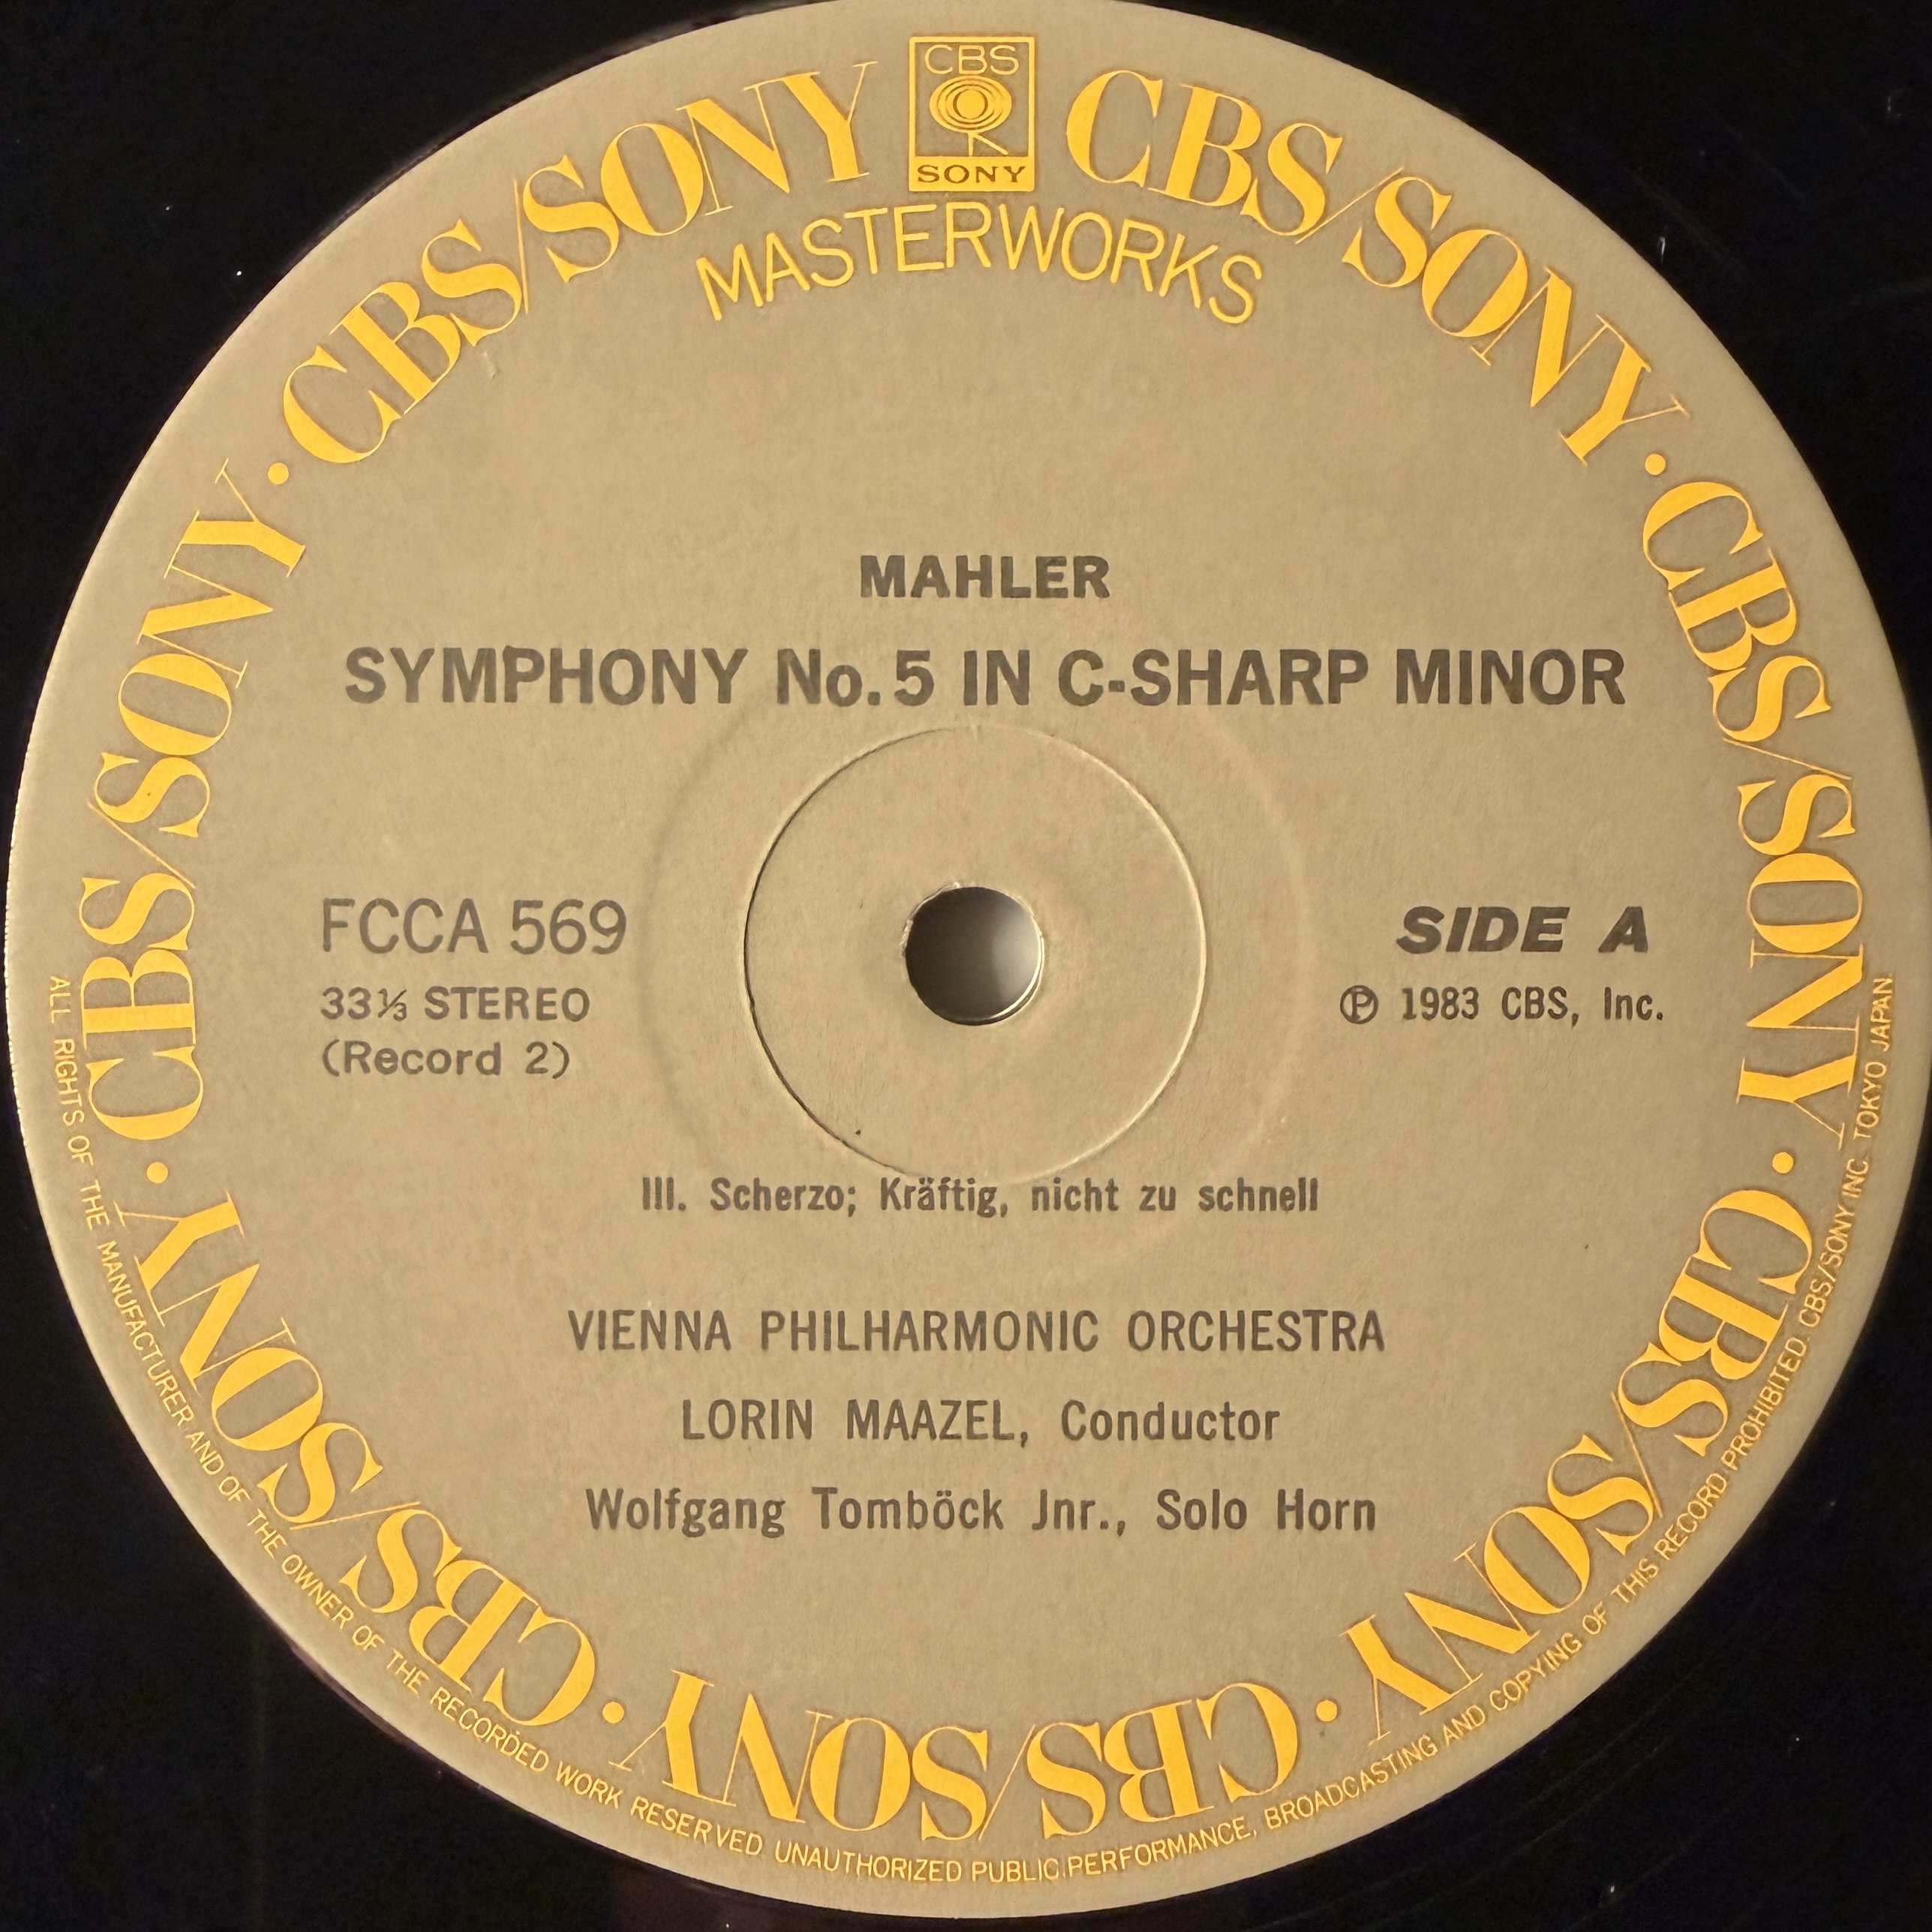 CBS
SONY
CBS/SONY · CBS/SONY · CBS/SONY · CBS/SONY · CBS/SONY · CBS/SONY · CBS/SONY
MASTERWORKS
MAHLER
SYMPHONY No. 5 IN C-SHARP MINOR
FCCA 569
33⅓ STEREO
(Record 2)
SIDE A
Ⓟ 1983 CBS, Inc.
III. Scherzo; Kräftig, nicht zu schnell
VIENNA PHILHARMONIC ORCHESTRA
LORIN MAAZEL, Conductor
Wolfgang Tomböck Jnr., Solo Horn
ALL RIGHTS OF THE MANUFACTURER AND OF THE OWNER OF THE RECORDED WORK RESERVED UNAUTHORIZED PUBLIC PERFORMANCE, BROADCASTING AND COPYING OF THIS RECORD PROHIBITED. CBS/SONY INC. TOKYO JAPAN